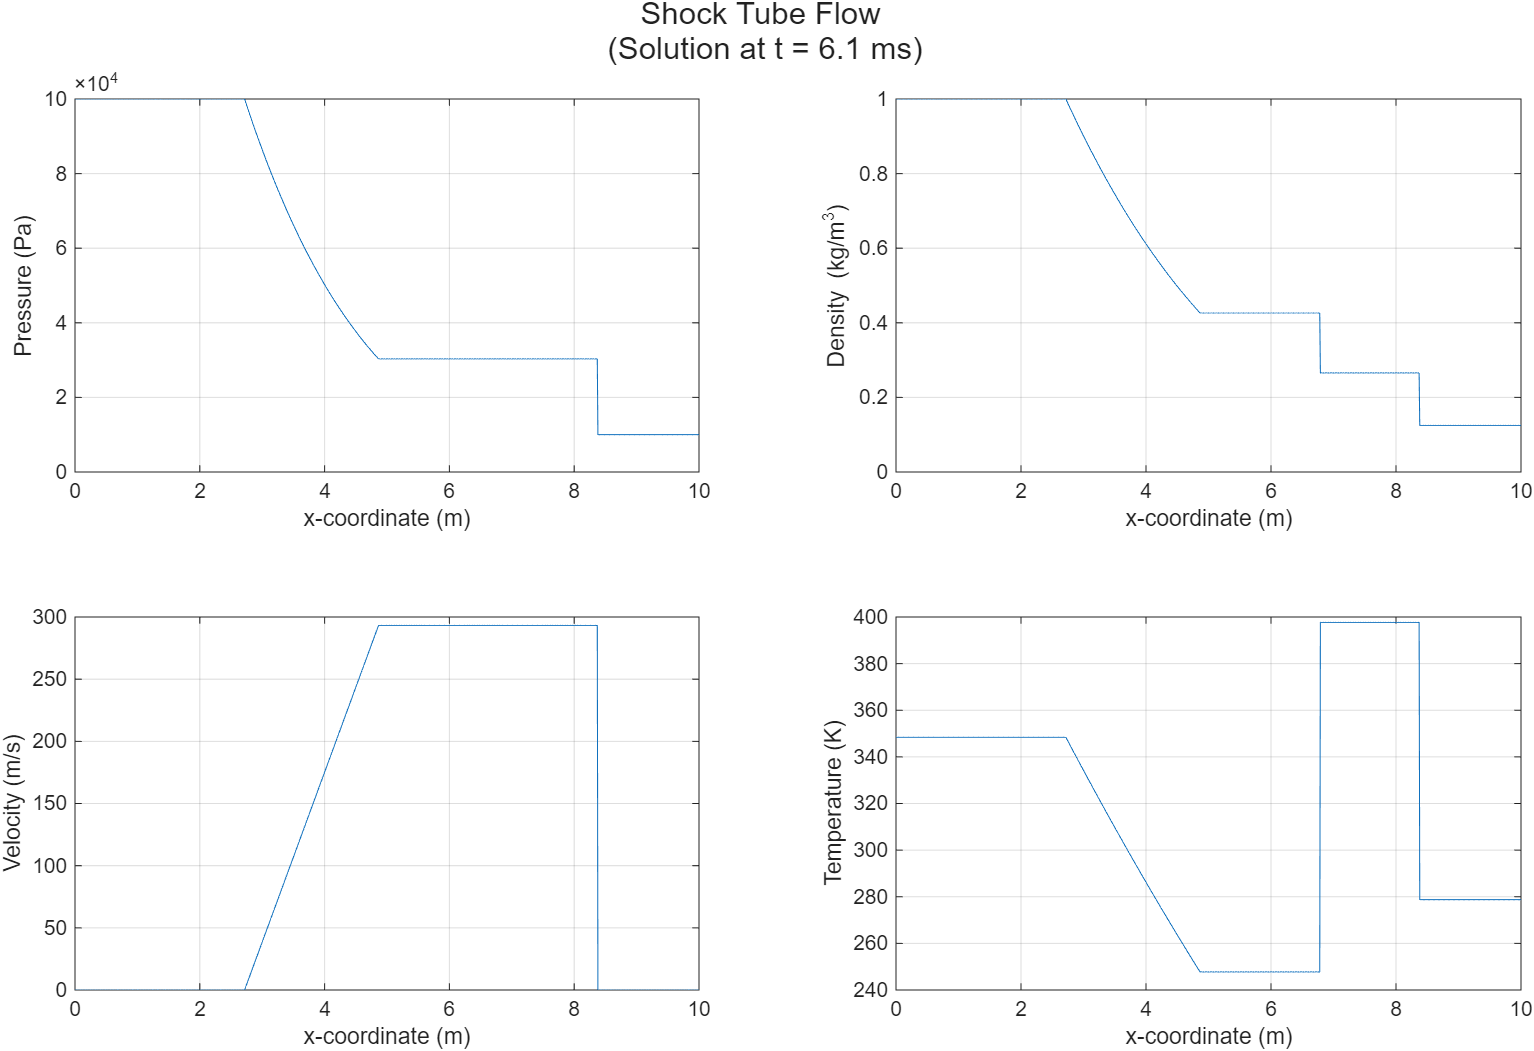 Shock Tube Flow
(Solution at t = 6.1 ms)
×10⁴
10
8
6
4
2
0
Pressure (Pa)
0 2 4 6 8 10
x-coordinate (m)
1
0.8
0.6
0.4
0.2
0
Density (kg/m³)
0 2 4 6 8 10
x-coordinate (m)
300
250
200
150
100
50
0
Velocity (m/s)
0 2 4 6 8 10
x-coordinate (m)
400
380
360
340
320
300
280
260
240
Temperature (K)
0 2 4 6 8 10
x-coordinate (m)